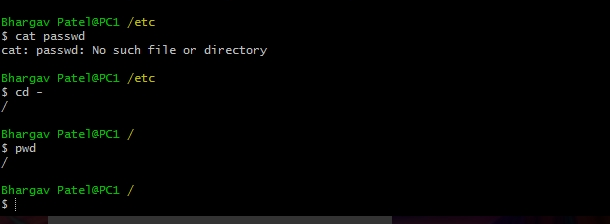 Bhargav Patel@PC1 /etc
$ cat passwd
cat: passwd: No such file or directory
Bhargav Patel@PC1 /etc
$ cd -
/
Bhargav Patel@PC1 /
$ pwd
/
Bhargav Patel@PC1 /
$